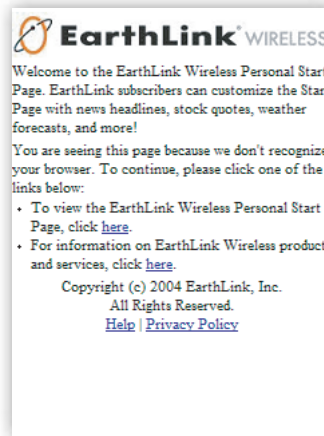 EarthLink WIRELESS
Welcome to the EarthLink Wireless Personal Start
Page. EarthLink subscribers can customize the Star
Page with news headlines, stock quotes, weather
forecasts, and more!
You are seeing this page because we don't recognize
your browser. To continue, please click one of the
links below:
• To view the EarthLink Wireless Personal Start
Page, click here.
• For information on EarthLink Wireless product
and services, click here.
Copyright (c) 2004 EarthLink, Inc.
All Rights Reserved.
Help | Privacy Policy